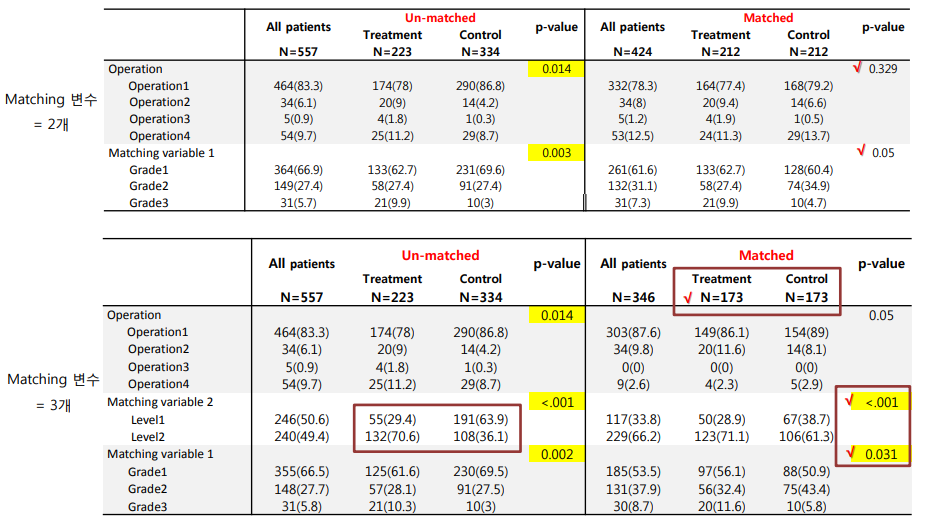 Matching 변수
= 2개
Un-matched Matched
All patients Treatment Control p-value All patients Treatment Control p-value
N=557 N=223 N=334 N=424 N=212 N=212
Operation 0.014 √ 0.329
Operation1 464(83.3) 174(78) 290(86.8) 332(78.3) 164(77.4) 168(79.2)
Operation2 34(6.1) 20(9) 14(4.2) 34(8) 20(9.4) 14(6.6)
Operation3 5(0.9) 4(1.8) 1(0.3) 5(1.2) 4(1.9) 1(0.5)
Operation4 54(9.7) 25(11.2) 29(8.7) 53(12.5) 24(11.3) 29(13.7)
Matching variable 1 0.003 √ 0.05
Grade1 364(66.9) 133(62.7) 231(69.6) 261(61.6) 133(62.7) 128(60.4)
Grade2 149(27.4) 58(27.4) 91(27.4) 132(31.1) 58(27.4) 74(34.9)
Grade3 31(5.7) 21(9.9) 10(3) 31(7.3) 21(9.9) 10(4.7)
Matching 변수
= 3개
Un-matched Matched
All patients Treatment Control p-value All patients Treatment Control p-value
N=557 N=223 N=334 N=346 √ N=173 N=173
Operation 0.014 0.05
Operation1 464(83.3) 174(78) 290(86.8) 303(87.6) 149(86.1) 154(89)
Operation2 34(6.1) 20(9) 14(4.2) 34(9.8) 20(11.6) 14(8.1)
Operation3 5(0.9) 4(1.8) 1(0.3) 0(0) 0(0) 0(0)
Operation4 54(9.7) 25(11.2) 29(8.7) 9(2.6) 4(2.3) 5(2.9)
Matching variable 2 <.001 √ <.001
Level1 246(50.6) 55(29.4) 191(63.9) 117(33.8) 50(28.9) 67(38.7)
Level2 240(49.4) 132(70.6) 108(36.1) 229(66.2) 123(71.1) 106(61.3)
Matching variable 1 0.002 √ 0.031
Grade1 355(66.5) 125(61.6) 230(69.5) 185(53.5) 97(56.1) 88(50.9)
Grade2 148(27.7) 57(28.1) 91(27.5) 131(37.9) 56(32.4) 75(43.4)
Grade3 31(5.8) 21(10.3) 10(3) 30(8.7) 20(11.6) 10(5.8)